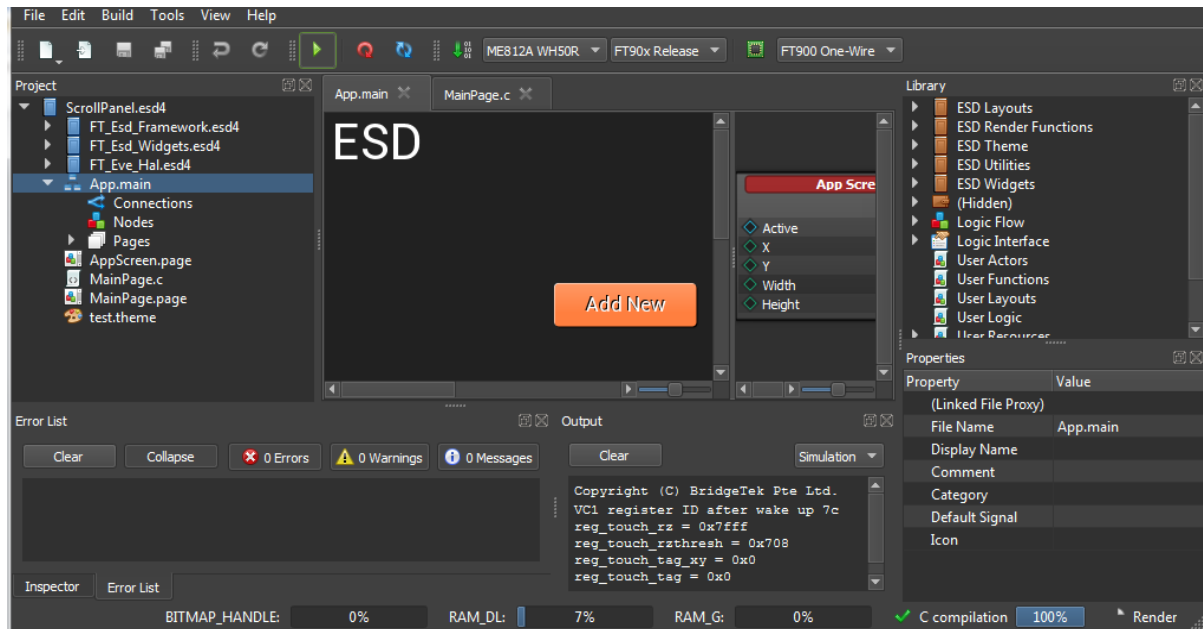 File Edit Build Tools View Help
ME812A WH50R FT90x Release FT900 One-Wire
Project
ScrollPanel.esd4
FT_Esd_Framework.esd4
FT_Esd_Widgets.esd4
FT_Eve_Hal.esd4
App.main
Connections
Nodes
Pages
AppScreen.page
MainPage.c
MainPage.page
test.theme
App.main MainPage.c
ESD
Add New
App Scre
Active
X
Y
Width
Height
Library
ESD Layouts
ESD Render Functions
ESD Theme
ESD Utilities
ESD Widgets
(Hidden)
Logic Flow
Logic Interface
User Actors
User Functions
User Layouts
User Logic
User Resources
Properties
Property Value
(Linked File Proxy)
File Name App.main
Display Name
Comment
Category
Default Signal
Icon
Error List
Clear Collapse 0 Errors 0 Warnings 0 Messages
Inspector Error List
Output
Clear Simulation
Copyright (C) BridgeTek Pte Ltd.
VC1 register ID after wake up 7c
reg_touch_rz = 0x7fff
reg_touch_rzthresh = 0x708
reg_touch_tag_xy = 0x0
reg_touch_tag = 0x0
BITMAP_HANDLE: 0% RAM_DL: 7% RAM_G: 0% C compilation 100% Render